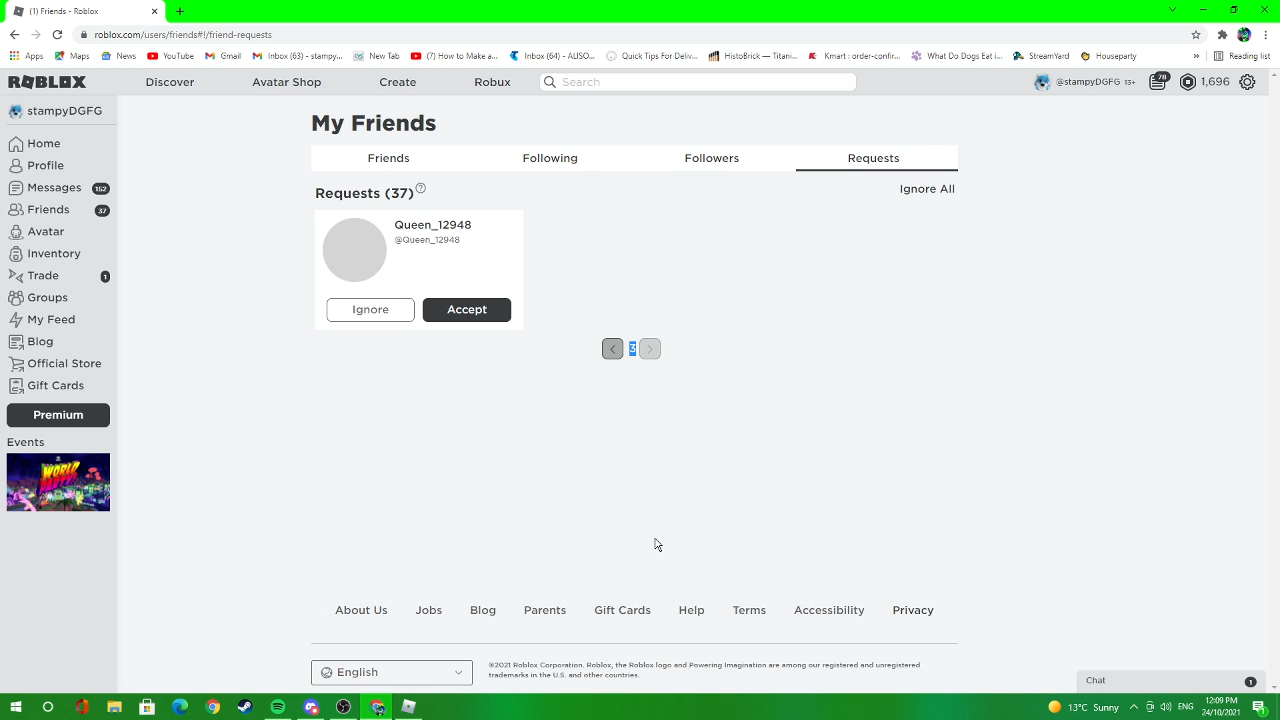 (1) Friends - Roblox
roblox.com/users/friends#!/friend-requests
Apps Maps News YouTube Gmail Inbox (63) - stampy... New Tab (7) How to Make a... Inbox (64) - ALISO... Quick Tips For Deliv... HistoBrick — Titani... Kmart : order-confir... What Do Dogs Eat i... StreamYard Houseparty » Reading list
ROBLOX Discover Avatar Shop Create Robux Search @stampyDGFG 13+ 78 1,696
stampyDGFG
Home
Profile
Messages 152
Friends 37
Avatar
Inventory
Trade 1
Groups
My Feed
Blog
Official Store
Gift Cards
Premium
Events
WORLD
My Friends
Friends Following Followers Requests
Requests (37) ? Ignore All
Queen_12948
@Queen_12948
Ignore Accept
3
About Us Jobs Blog Parents Gift Cards Help Terms Accessibility Privacy
English
©2021 Roblox Corporation. Roblox, the Roblox logo and Powering Imagination are among our registered and unregistered
trademarks in the U.S. and other countries.
Chat 1
13°C Sunny ENG 12:09 PM
24/10/2021 1